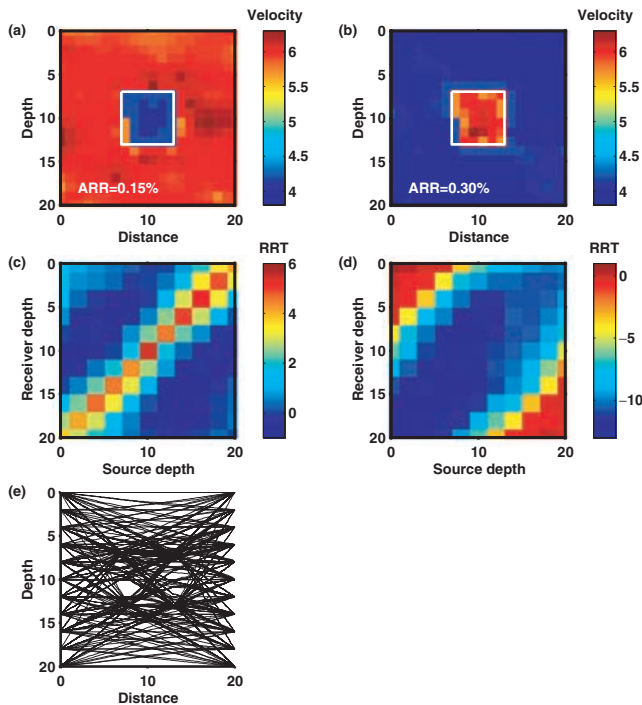 (a)
Velocity
0
5
10
15
20
Depth
0
10
20
Distance
ARR=0.15%
6
5.5
5
4.5
4
(b)
Velocity
0
5
10
15
20
Depth
0
10
20
Distance
ARR=0.30%
6
5.5
5
4.5
4
(c)
RRT
0
5
10
15
20
Receiver depth
0
10
20
Source depth
6
4
2
0
(d)
RRT
0
5
10
15
20
Receiver depth
0
10
20
Source depth
0
−5
−10
(e)
0
5
10
15
20
Depth
0
10
20
Distance